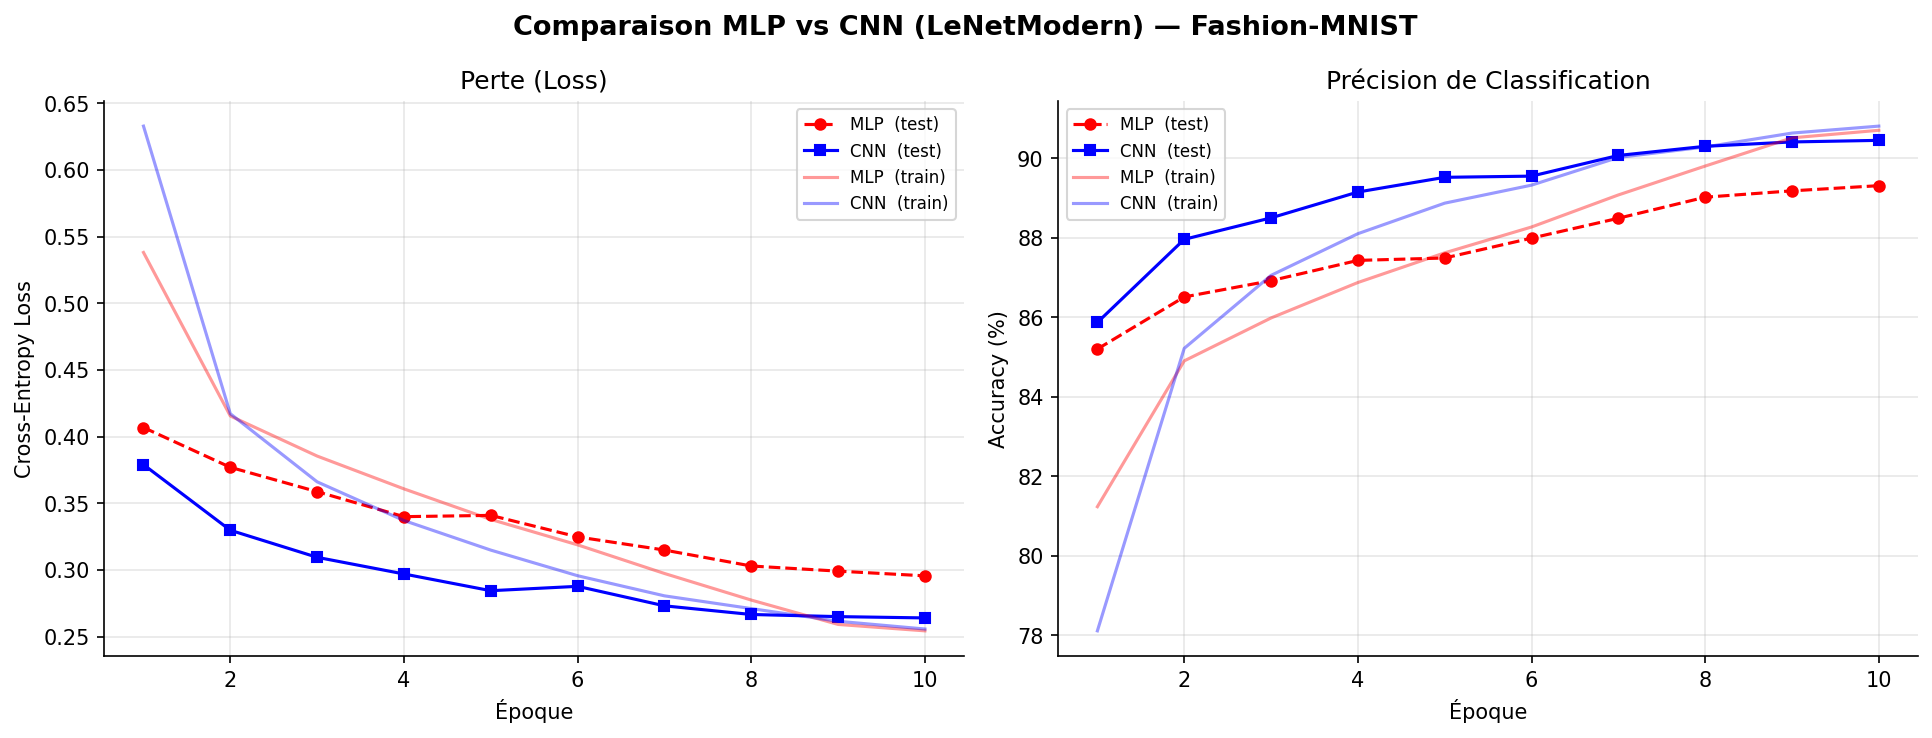 Comparaison MLP vs CNN (LeNetModern) — Fashion-MNIST
Perte (Loss)
Cross-Entropy Loss
0.65
0.60
0.55
0.50
0.45
0.40
0.35
0.30
0.25
MLP (test)
CNN (test)
MLP (train)
CNN (train)
2
4
6
8
10
Époque
Précision de Classification
Accuracy (%)
90
88
86
84
82
80
78
MLP (test)
CNN (test)
MLP (train)
CNN (train)
2
4
6
8
10
Époque